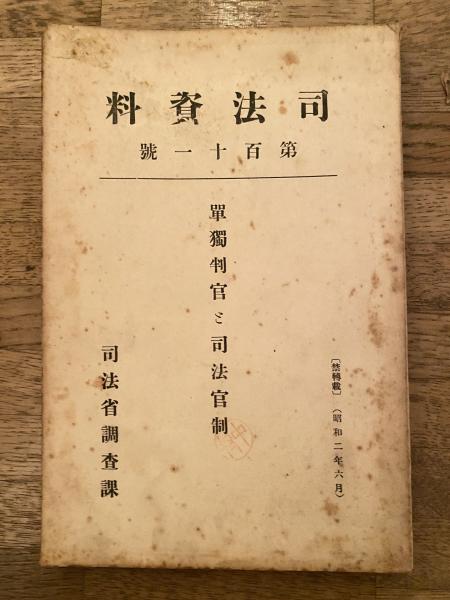 司法資料
第百十一號
〔禁轉載〕（昭和二年六月）
單獨判官と司法官制
司法省調査課